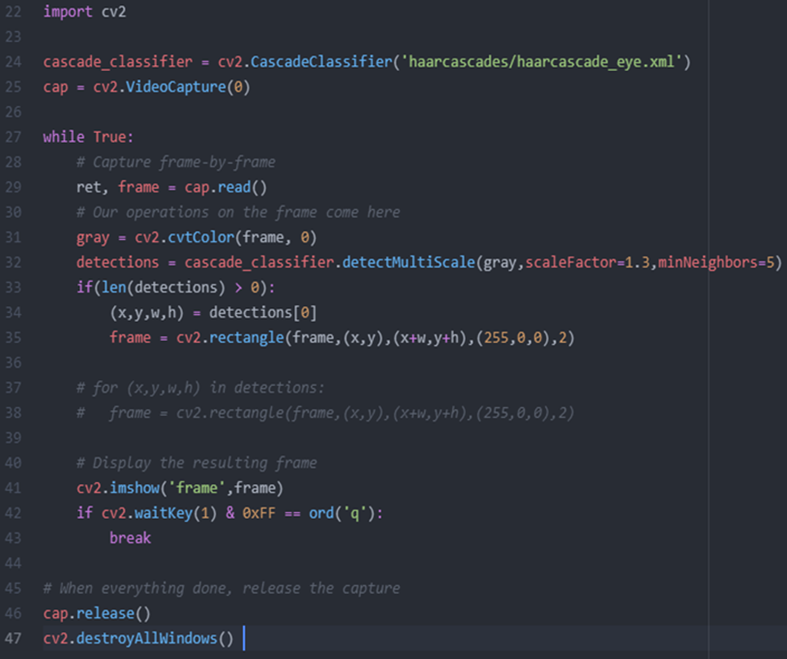 22 import cv2
23
24 cascade_classifier = cv2.CascadeClassifier('haarcascades/haarcascade_eye.xml')
25 cap = cv2.VideoCapture(0)
26
27 while True:
28     # Capture frame-by-frame
29     ret, frame = cap.read()
30     # Our operations on the frame come here
31     gray = cv2.cvtColor(frame, 0)
32     detections = cascade_classifier.detectMultiScale(gray,scaleFactor=1.3,minNeighbors=5)
33     if(len(detections) > 0):
34         (x,y,w,h) = detections[0]
35         frame = cv2.rectangle(frame,(x,y),(x+w,y+h),(255,0,0),2)
36
37     # for (x,y,w,h) in detections:
38     #   frame = cv2.rectangle(frame,(x,y),(x+w,y+h),(255,0,0),2)
39
40     # Display the resulting frame
41     cv2.imshow('frame',frame)
42     if cv2.waitKey(1) & 0xFF == ord('q'):
43         break
44
45 # When everything done, release the capture
46 cap.release()
47 cv2.destroyAllWindows()